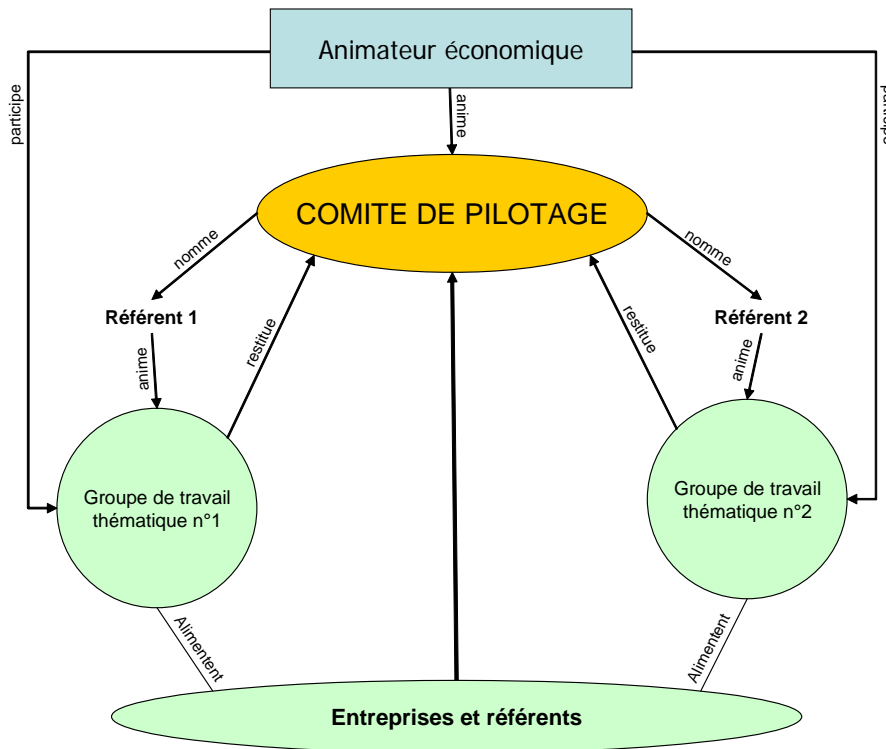 Animateur économique
participe
anime
participe
COMITE DE PILOTAGE
nomme
nomme
Référent 1
restitue
restitue
Référent 2
anime
anime
Groupe de travail
thématique n°1
Groupe de travail
thématique n°2
Alimentent
Alimentent
Entreprises et référents